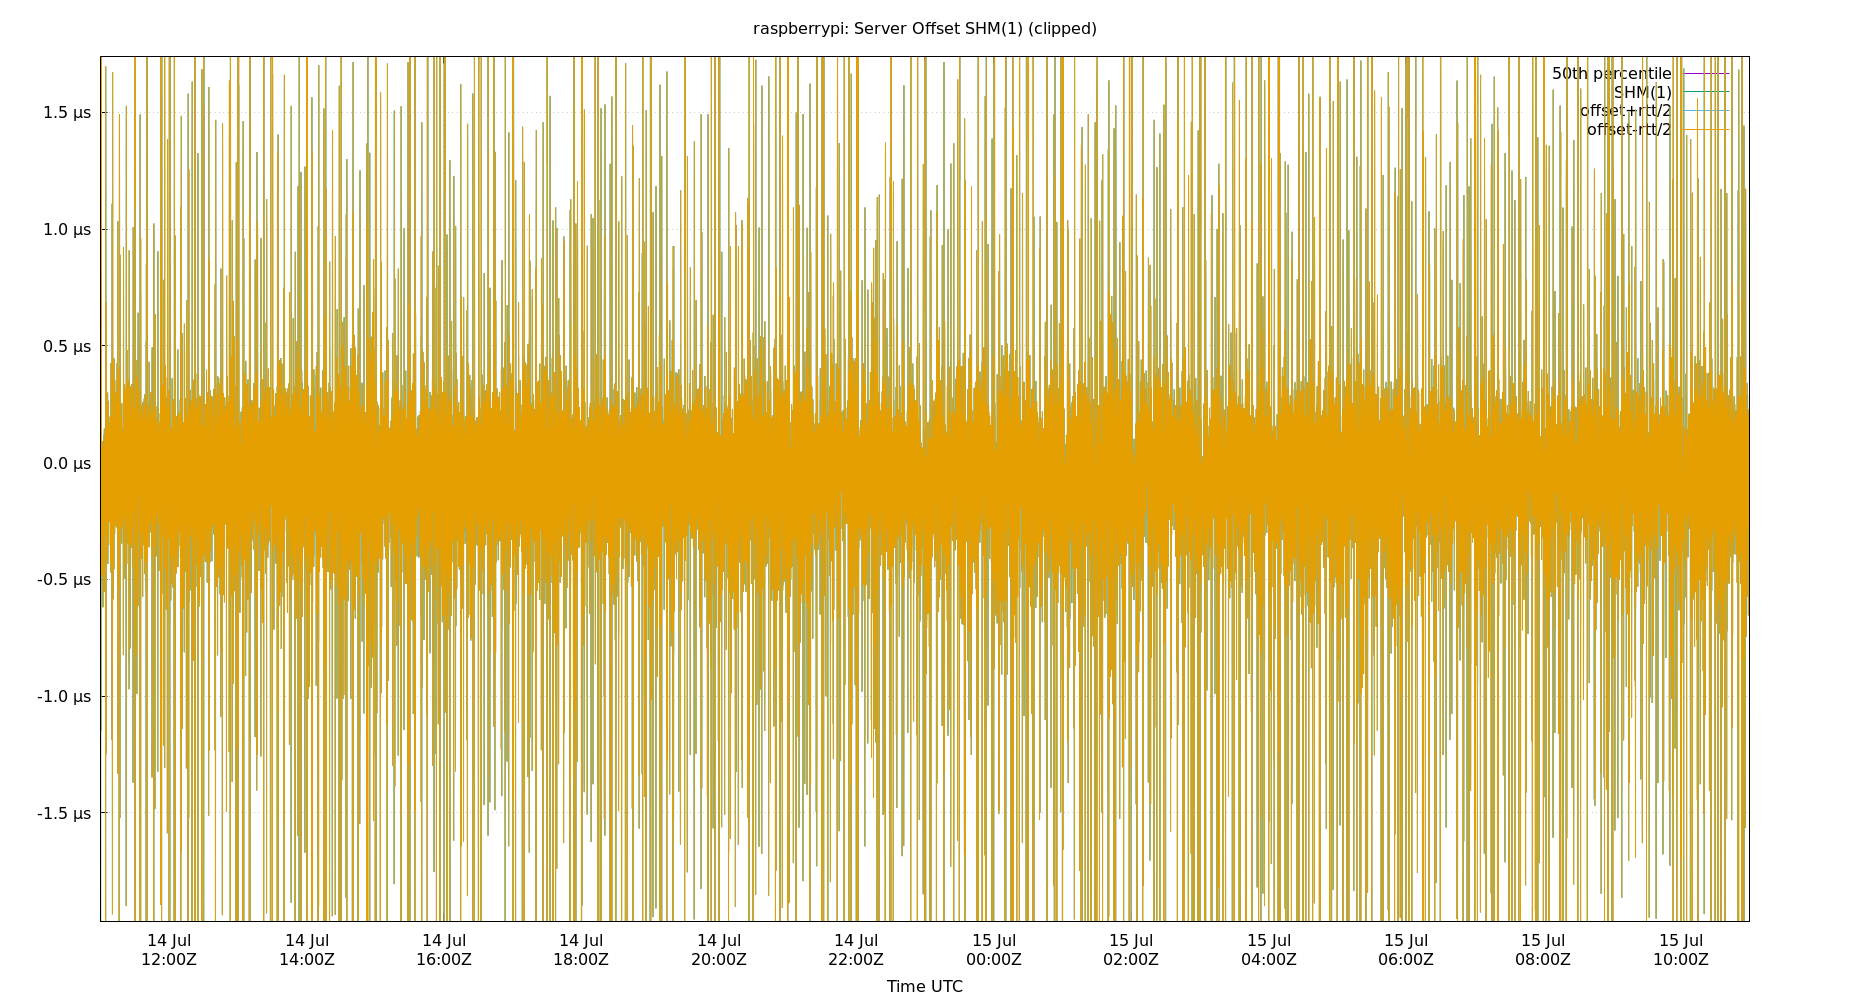 raspberrypi: Server Offset SHM(1) (clipped)
50th percentile
SHM(1)
offset+rtt/2
offset-rtt/2
1.5 µs
1.0 µs
0.5 µs
0.0 µs
-0.5 µs
-1.0 µs
-1.5 µs
14 Jul 14 Jul 14 Jul 14 Jul 14 Jul 14 Jul 15 Jul 15 Jul 15 Jul 15 Jul 15 Jul 15 Jul
12:00Z 14:00Z 16:00Z 18:00Z 20:00Z 22:00Z 00:00Z 02:00Z 04:00Z 06:00Z 08:00Z 10:00Z
Time UTC